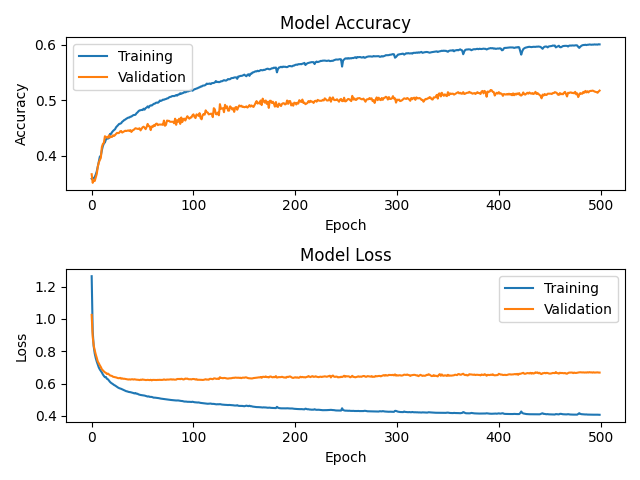 Model Accuracy
Accuracy
0.6
0.5
0.4
Training
Validation
0
100
200
300
400
500
Epoch
Model Loss
Loss
1.2
1.0
0.8
0.6
0.4
Training
Validation
0
100
200
300
400
500
Epoch